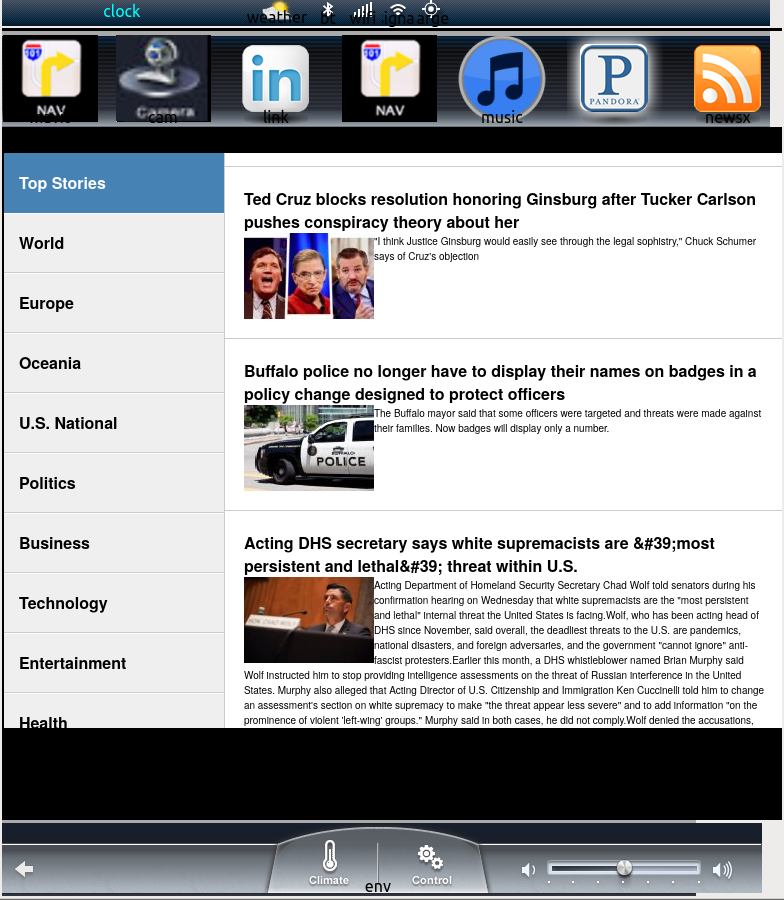 clock
weather bt wifi signa arge
NAV
Camera
in
NAV
P
PANDORA
cam
link
music
newsx
Top Stories
World
Europe
Oceania
U.S. National
Politics
Business
Technology
Entertainment
Health
Ted Cruz blocks resolution honoring Ginsburg after Tucker Carlson
pushes conspiracy theory about her
"I think Justice Ginsburg would easily see through the legal sophistry," Chuck Schumer
says of Cruz's objection
Buffalo police no longer have to display their names on badges in a
policy change designed to protect officers
The Buffalo mayor said that some officers were targeted and threats were made against
their families. Now badges will display only a number.
POLICE
Acting DHS secretary says white supremacists are &#39;most
persistent and lethal&#39; threat within U.S.
HON. CHAD WOLF
Acting Department of Homeland Security Secretary Chad Wolf told senators during his
confirmation hearing on Wednesday that white supremacists are the "most persistent
and lethal" internal threat the United States is facing.Wolf, who has been acting head of
DHS since November, said overall, the deadliest threats to the U.S. are pandemics,
national disasters, and foreign adversaries, and the government "cannot ignore" anti-
fascist protesters.Earlier this month, a DHS whistleblower named Brian Murphy said
Wolf instructed him to stop providing intelligence assessments on the threat of Russian interference in the United
States. Murphy also alleged that Acting Director of U.S. Citizenship and Immigration Ken Cuccinelli told him to change
an assessment's section on white supremacy to make "the threat appear less severe" and to add information "on the
prominence of violent 'left-wing' groups." Murphy said in both cases, he did not comply.Wolf denied the accusations,
Climate
Control
env